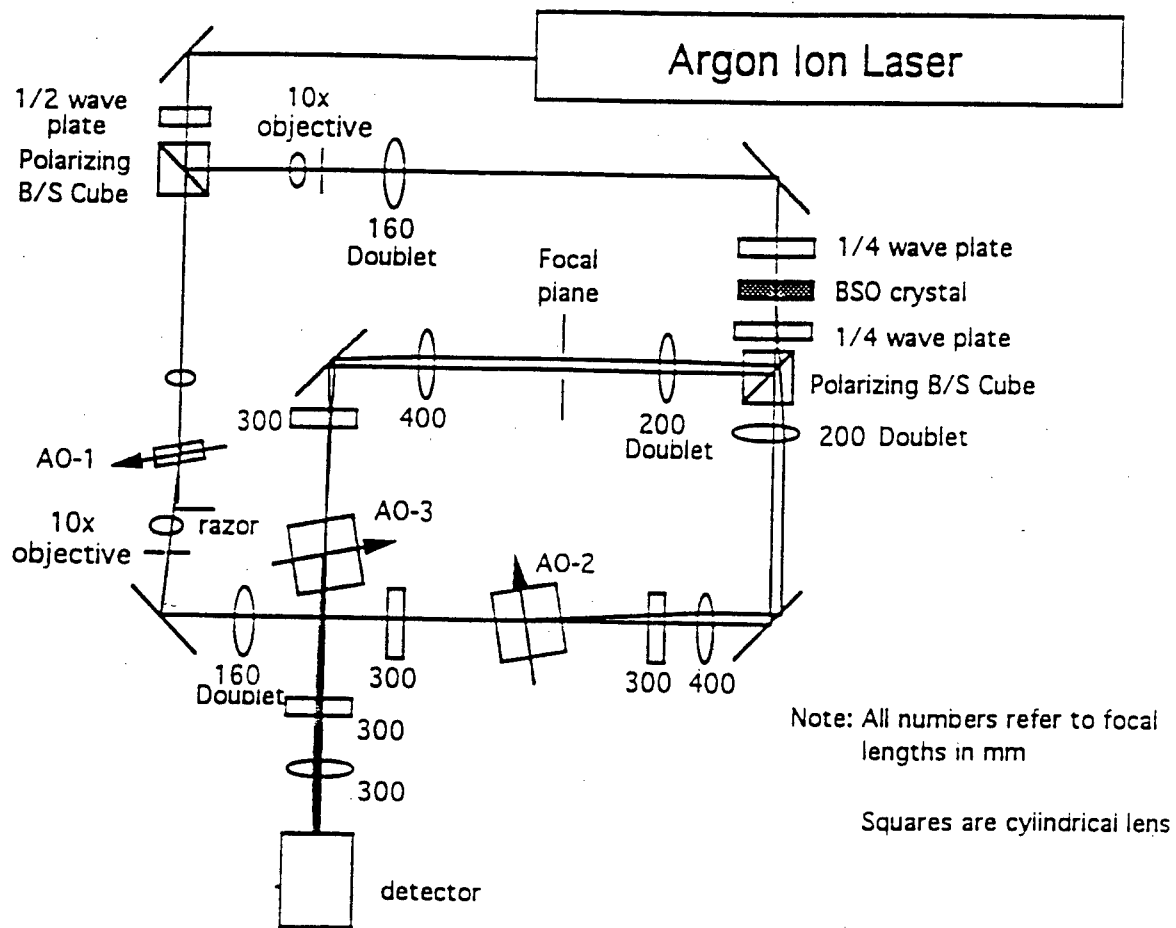 Argon Ion Laser
1/2 wave
plate
10x
objective
Polarizing
B/S Cube
160
Doublet
Focal
plane
1/4 wave plate
BSO crystal
1/4 wave plate
Polarizing B/S Cube
300
400
200
Doublet
200 Doublet
AO-1
AO-3
razor
10x
objective
AO-2
160
Doublet
300
300
400
300
300
Note: All numbers refer to focal
lengths in mm
Squares are cylindrical lens
detector